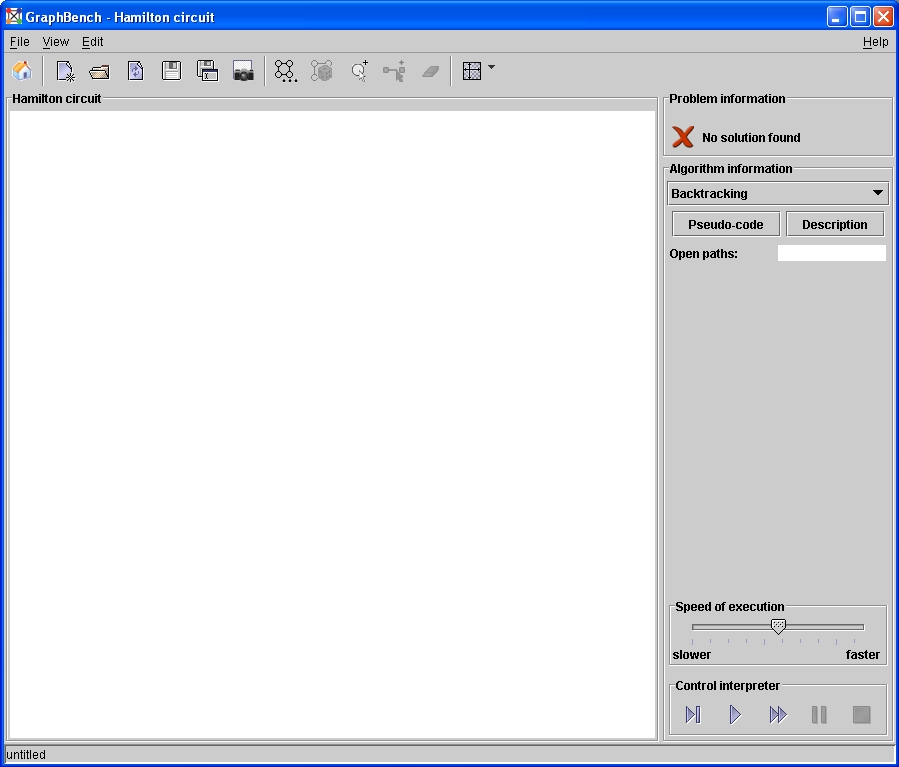 GraphBench - Hamilton circuit
File View Edit Help
Hamilton circuit
Problem information
No solution found
Algorithm information
Backtracking
Pseudo-code Description
Open paths:
Speed of execution
slower faster
Control interpreter
untitled